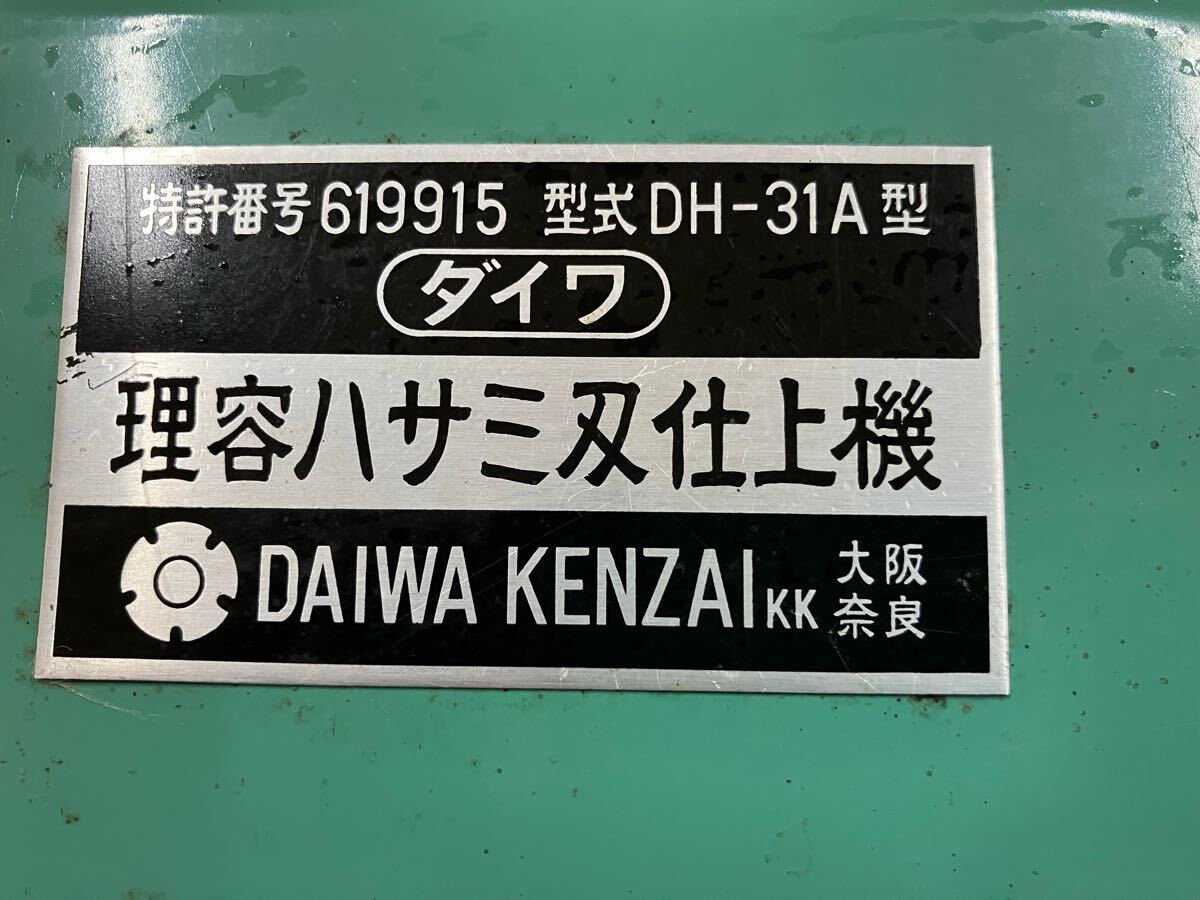 特許番号619915 型式DH-31A型
ダイワ
理容ハサミ刃仕上機
DAIWA KENZAI KK 大阪
奈良